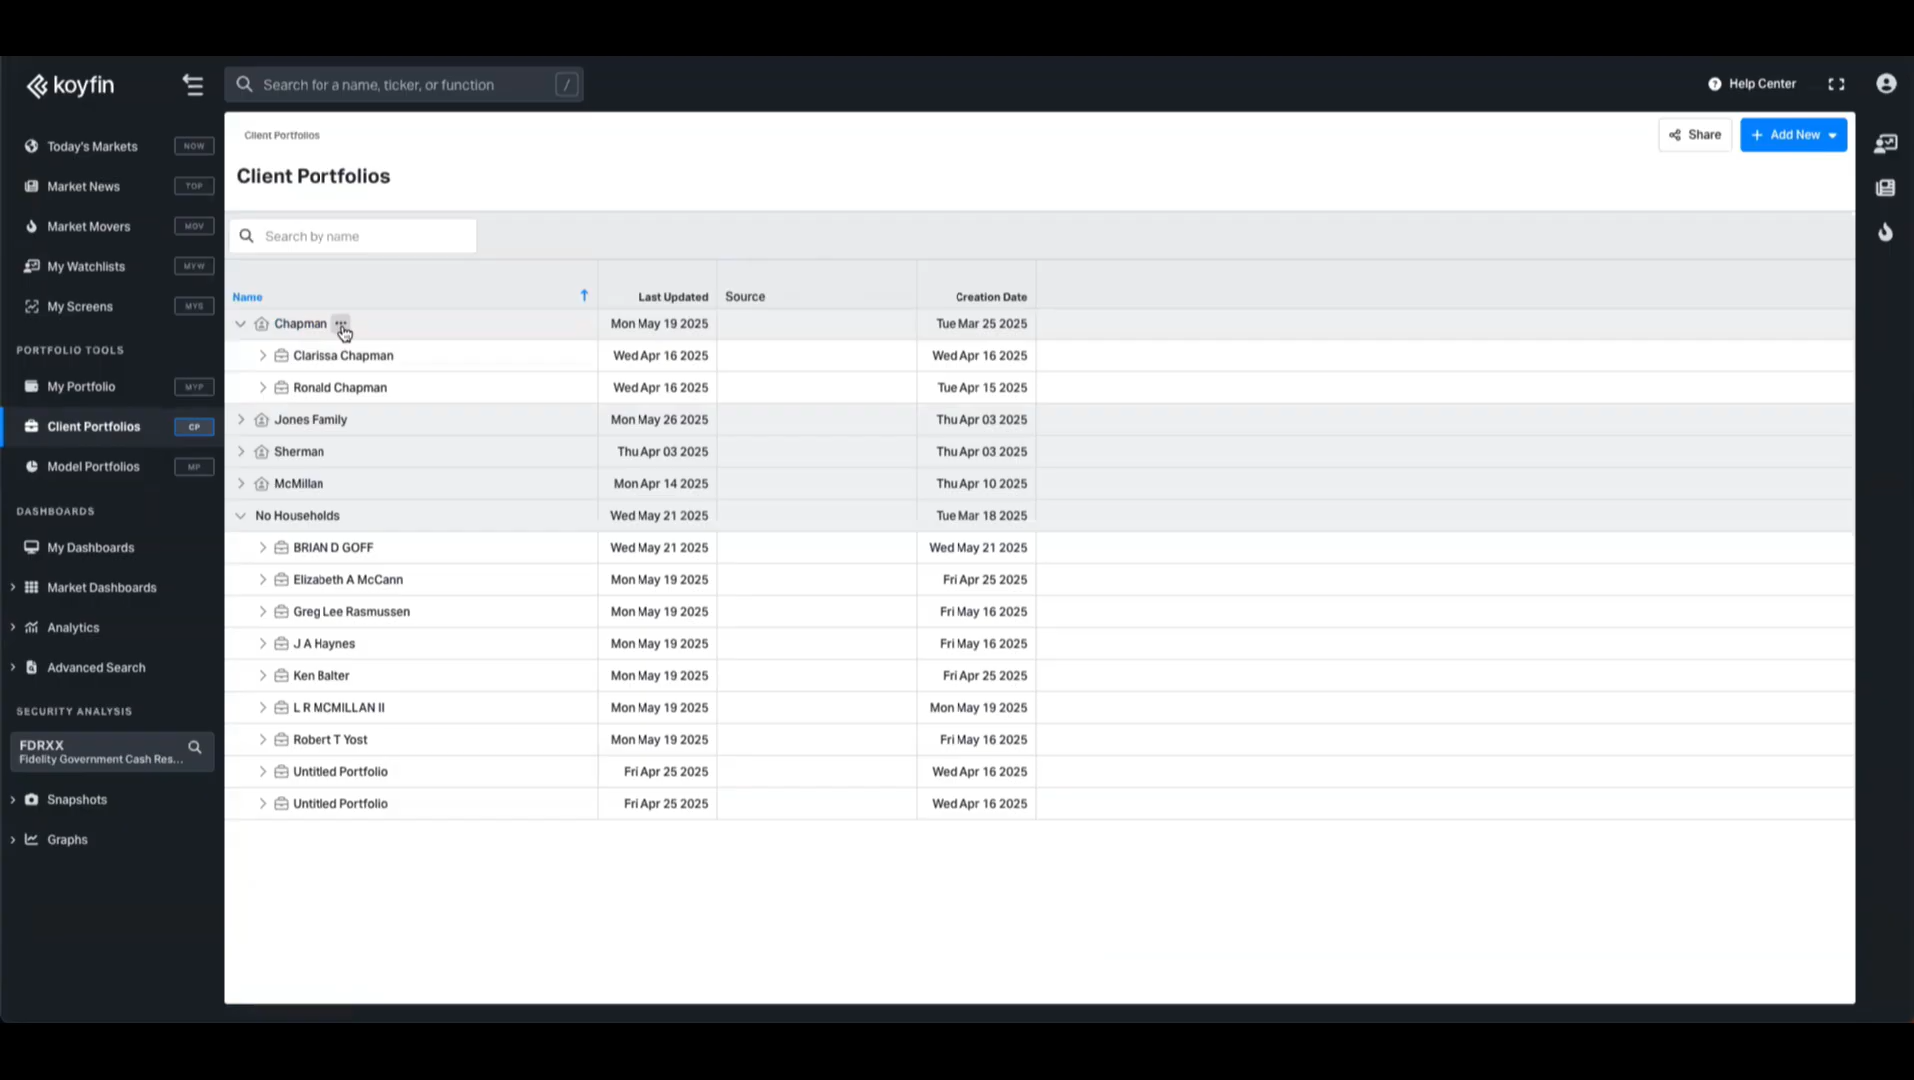 koyfin
Search for a name, ticker, or function /
Help Center
Today's Markets NOW
Market News TOP
Market Movers MOV
My Watchlists MYW
My Screens MYS
PORTFOLIO TOOLS
My Portfolio MYP
Client Portfolios CP
Model Portfolios MP
DASHBOARDS
My Dashboards
Market Dashboards
Analytics
Advanced Search
SECURITY ANALYSIS
FDRXX
Fidelity Government Cash Res...
Snapshots
Graphs
Client Portfolios
Share
+ Add New
Client Portfolios
Search by name
Name Last Updated Source Creation Date
Chapman ... Mon May 19 2025 Tue Mar 25 2025
Clarissa Chapman Wed Apr 16 2025 Wed Apr 16 2025
Ronald Chapman Wed Apr 16 2025 Tue Apr 15 2025
Jones Family Mon May 26 2025 Thu Apr 03 2025
Sherman Thu Apr 03 2025 Thu Apr 03 2025
McMillan Mon Apr 14 2025 Thu Apr 10 2025
No Households Wed May 21 2025 Tue Mar 18 2025
BRIAN D GOFF Wed May 21 2025 Wed May 21 2025
Elizabeth A McCann Mon May 19 2025 Fri Apr 25 2025
Greg Lee Rasmussen Mon May 19 2025 Fri May 16 2025
J A Haynes Mon May 19 2025 Fri May 16 2025
Ken Balter Mon May 19 2025 Fri Apr 25 2025
L R MCMILLAN II Mon May 19 2025 Mon May 19 2025
Robert T Yost Mon May 19 2025 Fri May 16 2025
Untitled Portfolio Fri Apr 25 2025 Wed Apr 16 2025
Untitled Portfolio Fri Apr 25 2025 Wed Apr 16 2025